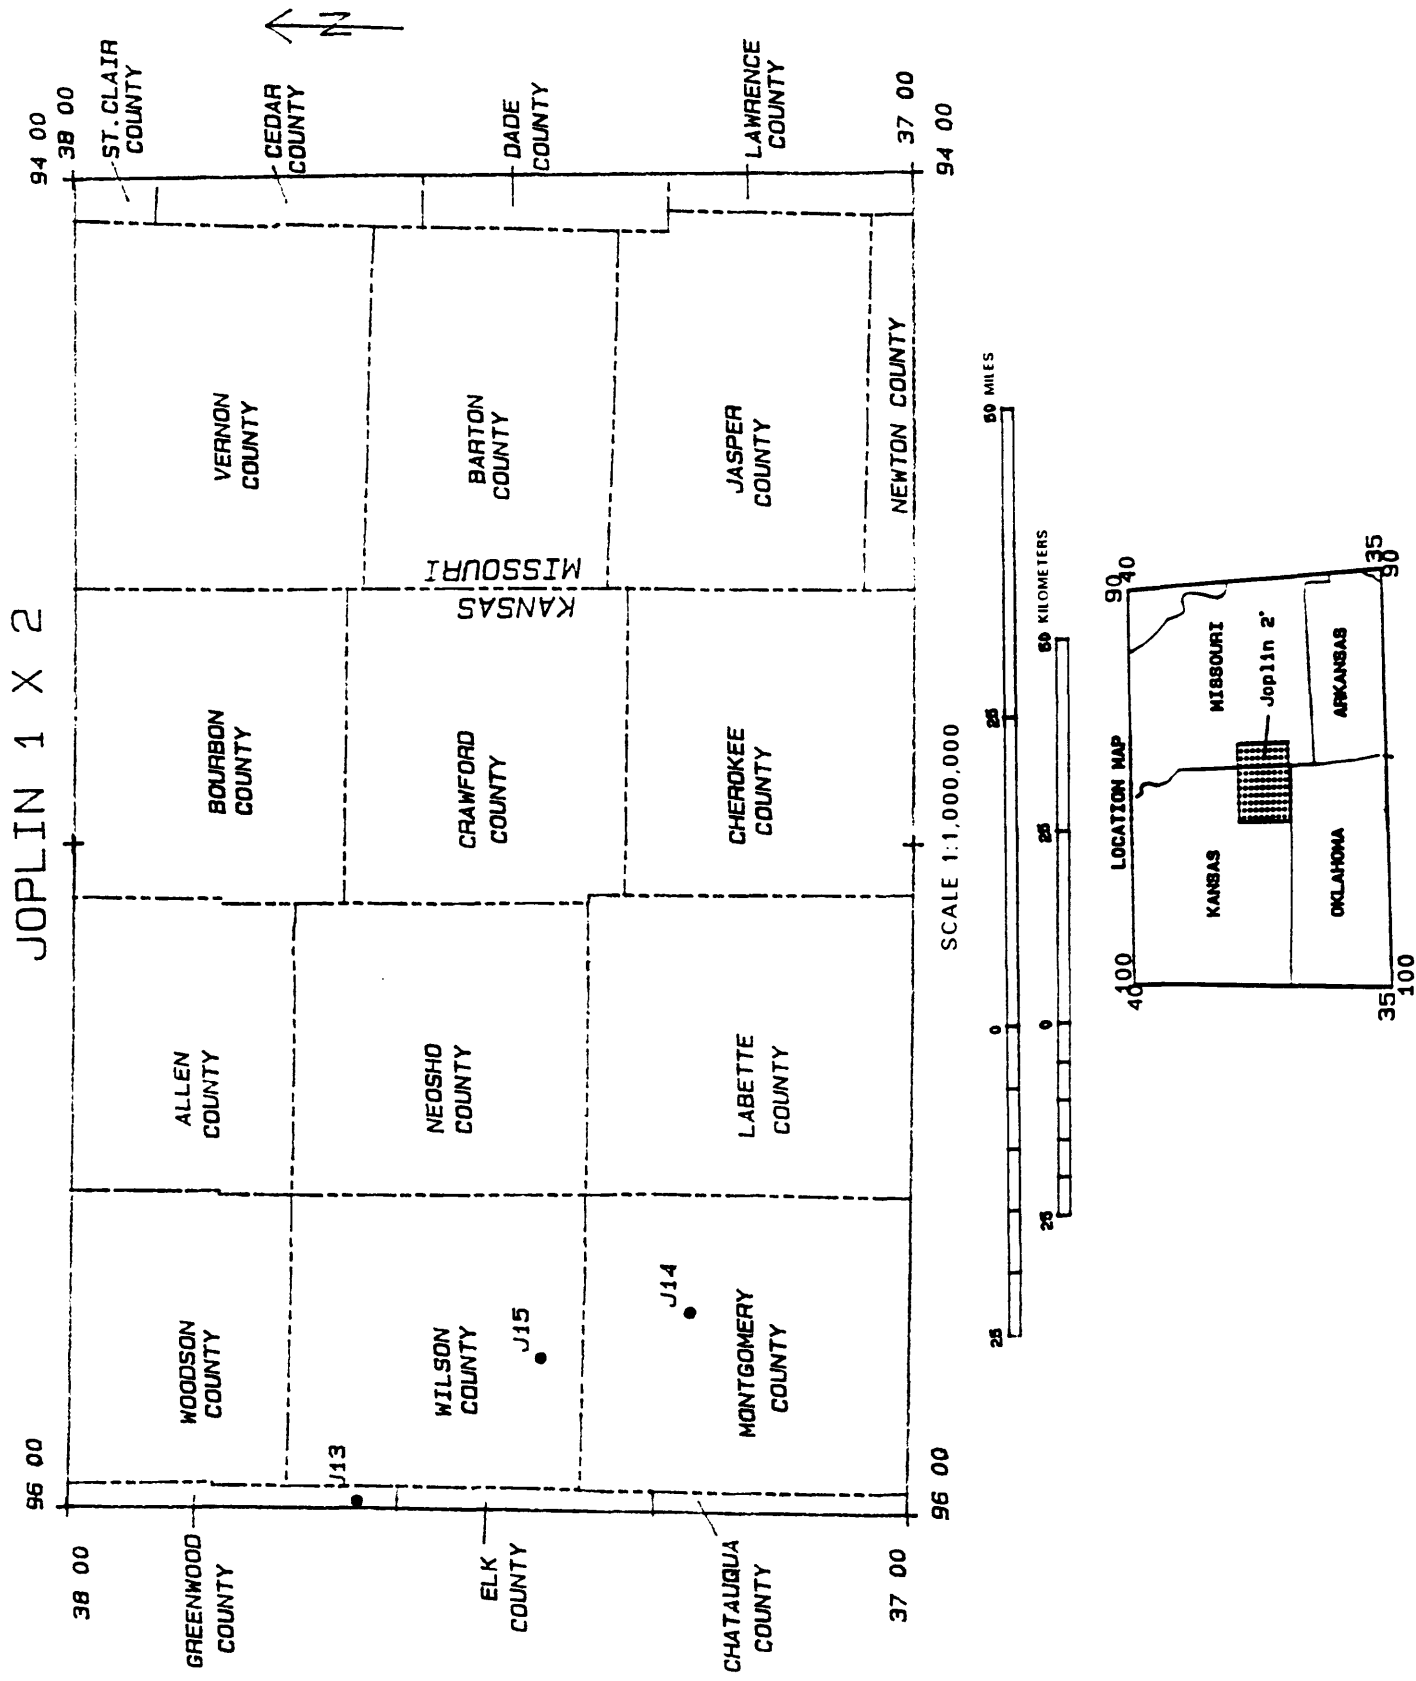 JOPLIN 1 X 2
96 00
94 00
38 00
38 00
GREENWOOD
COUNTY
WOODSON
COUNTY
ALLEN
COUNTY
BOURBON
COUNTY
VERNON
COUNTY
ST.CLAIR
COUNTY
CEDAR
COUNTY
N
J13
ELK
COUNTY
WILSON
COUNTY
J15
NEOSHO
COUNTY
CRAWFORD
COUNTY
KANSAS
MISSOURI
BARTON
COUNTY
DADE
COUNTY
J14
CHATAUQUA
COUNTY
MONTGOMERY
COUNTY
LABETTE
COUNTY
CHEROKEE
COUNTY
JASPER
COUNTY
LAWRENCE
COUNTY
NEWTON COUNTY
37 00
37 00
96 00
94 00
SCALE 1:1,000,000
25 0 25 50 MILES
25 0 25 50 KILOMETERS
LOCATION MAP
100
40
90
40
KANSAS
MISSOURI
Joplin 2°
OKLAHOMA
ARKANSAS
35
100
35
90